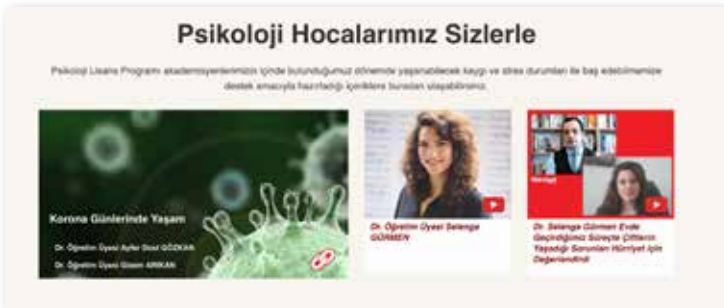 Psikoloji Hocalarımız Sizlerle
Psikoloji Lisans Programı akademisyenlerimizin içinde bulunduğumuz dönemde yaşanabilecek kaygı ve stres durumları ile baş edebilmemize
destek amacıyla hazırladığı içeriklere buradan ulaşabilirsiniz.
Korona Günlerinde Yaşam
Dr. Öğretim Üyesi Ayfer Dost GÖZKAN
Dr. Öğretim Üyesi Gizem ARIKAN
Dr. Öğretim Üyesi Selenga
GÜRMEN
Hürriyet
Dr. Selenga Gürmen Evde
Geçirdiğimiz Süreçte Çiftlerin
Yaşadığı Sorunları Hürriyet için
Değerlendirdi